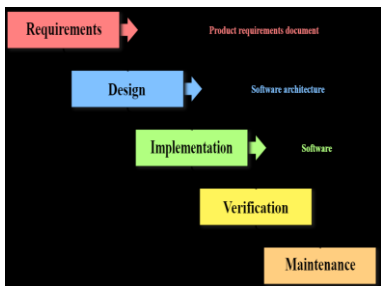 Requirements
Product requirements document
Design
Software architecture
Implementation
Software
Verification
Maintenance